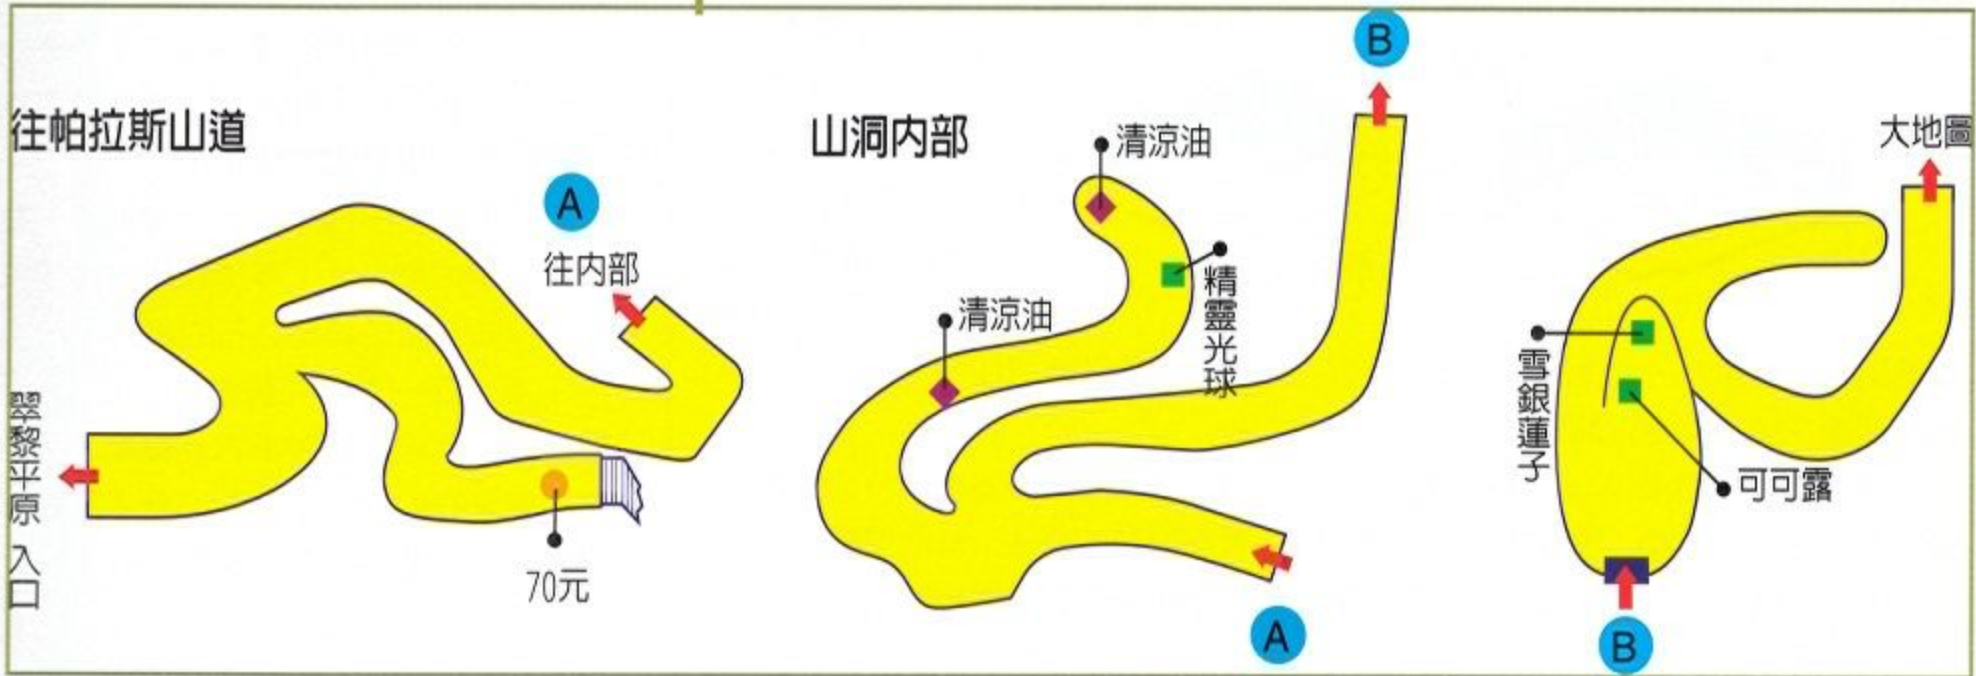 往帕拉斯山道
A
往内部
翠黎平原 入口
70元
山洞内部
清涼油
清涼油
精靈光球
B
A
大地圖
雪銀蓮子
可可露
B